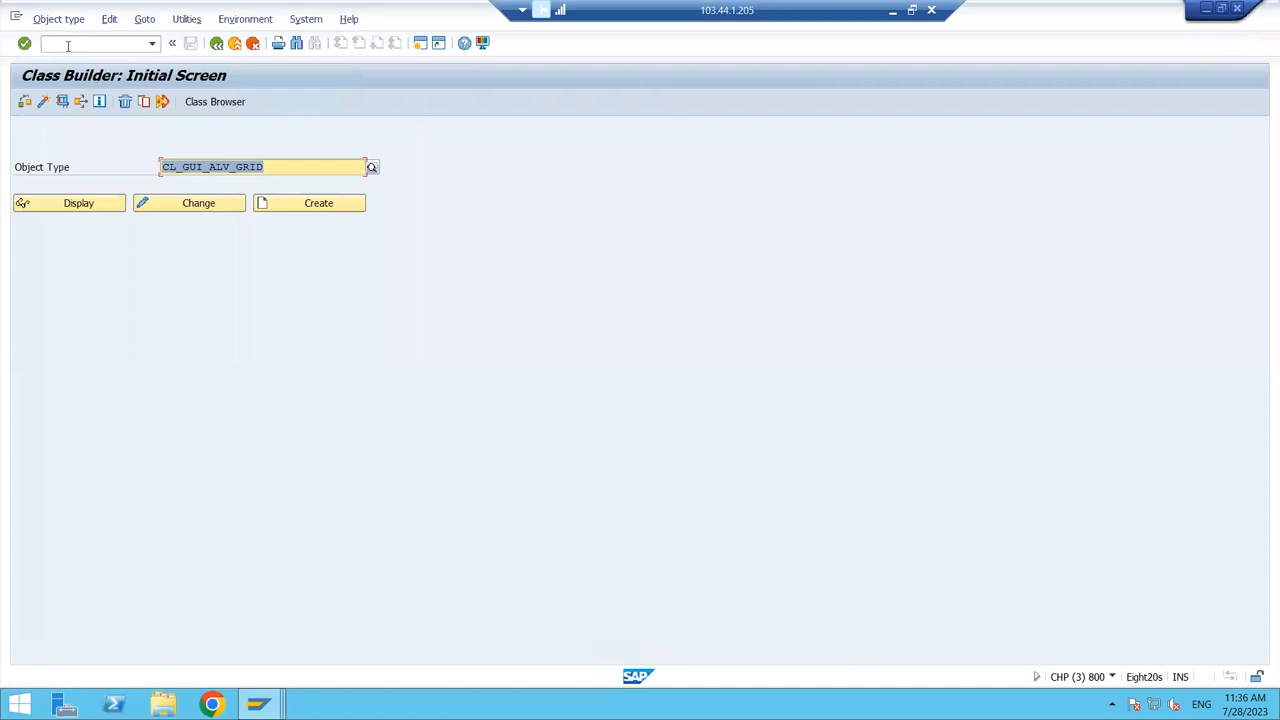 103.44.1.205
Object type Edit Goto Utilities Environment System Help
Class Builder: Initial Screen
Class Browser
Object Type CL_GUI_ALV_GRID
Display Change Create
SAP
CHP (3) 800 Eight20s INS
ENG
11:36 AM
7/28/2023